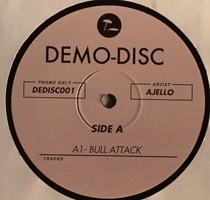 DEMO-DISC
PROMO ONLY
DEDISC001
ARTIST
AJELLO
SIDE A
A1- BULL ATTACK
TRACKS